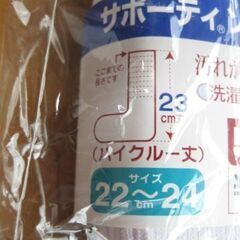 サポーティ
汚れが
ここまでの
長さです
洗濯
23
cm
(ハイクルー丈)
サイズ
22～24
cm